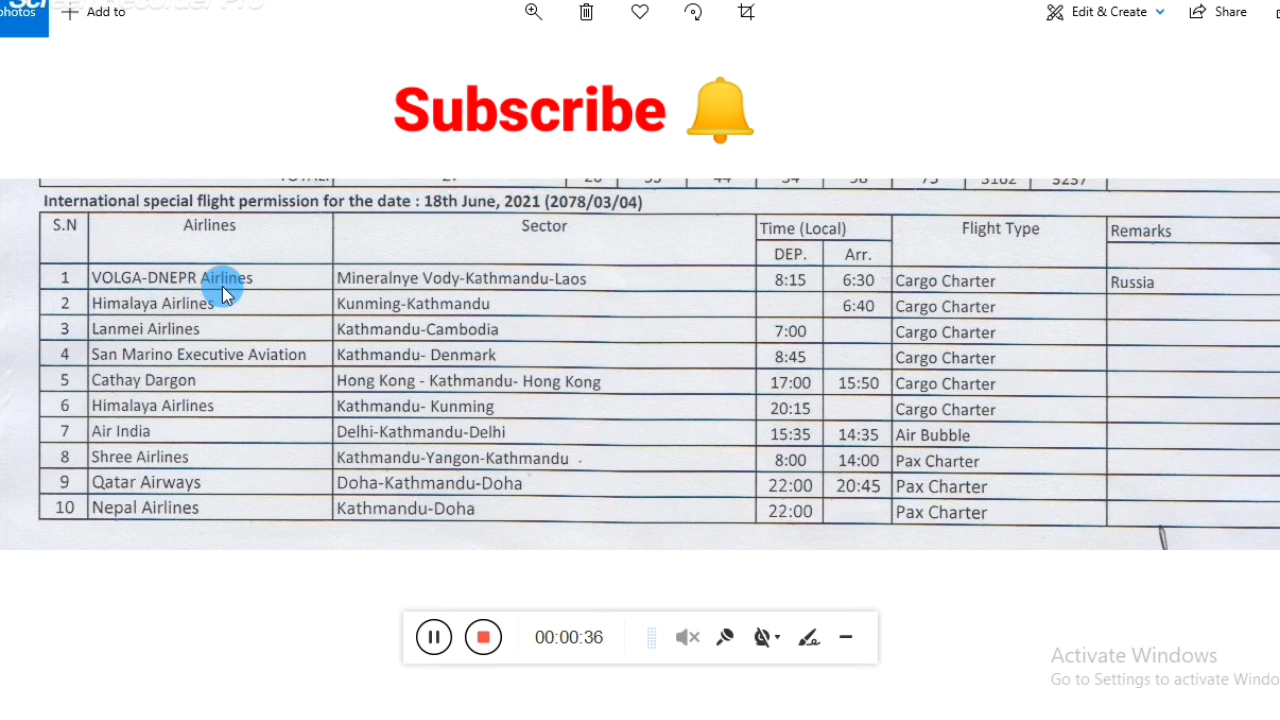 photos
Add to
Edit & Create
Share
Subscribe
International special flight permission for the date : 18th June, 2021 (2078/03/04)
S.N Airlines Sector Time (Local) Flight Type Remarks
DEP. Arr.
1 VOLGA-DNEPR Airlines Mineralnye Vody-Kathmandu-Laos 8:15 6:30 Cargo Charter Russia
2 Himalaya Airlines Kunming-Kathmandu 6:40 Cargo Charter
3 Lanmei Airlines Kathmandu-Cambodia 7:00 Cargo Charter
4 San Marino Executive Aviation Kathmandu- Denmark 8:45 Cargo Charter
5 Cathay Dargon Hong Kong - Kathmandu- Hong Kong 17:00 15:50 Cargo Charter
6 Himalaya Airlines Kathmandu- Kunming 20:15 Cargo Charter
7 Air India Delhi-Kathmandu-Delhi 15:35 14:35 Air Bubble
8 Shree Airlines Kathmandu-Yangon-Kathmandu 8:00 14:00 Pax Charter
9 Qatar Airways Doha-Kathmandu-Doha 22:00 20:45 Pax Charter
10 Nepal Airlines Kathmandu-Doha 22:00 Pax Charter
00:00:36
Activate Windows
Go to Settings to activate Windo